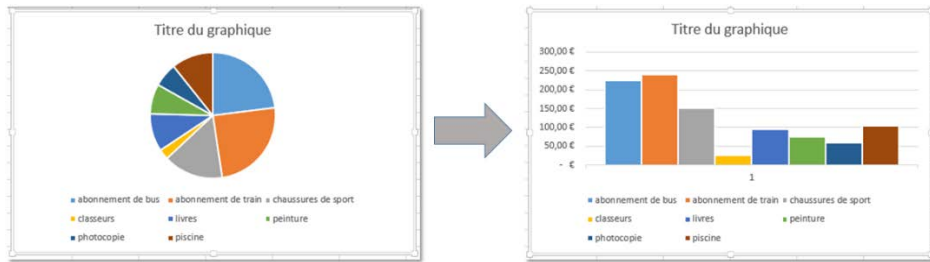 Titre du graphique
abonnement de bus abonnement de train chaussures de sport
classeurs livres peinture
photocopie piscine
Titre du graphique
300,00 €
250,00 €
200,00 €
150,00 €
100,00 €
50,00 €
- €
1
abonnement de bus abonnement de train chaussures de sport
classeurs livres peinture
photocopie piscine